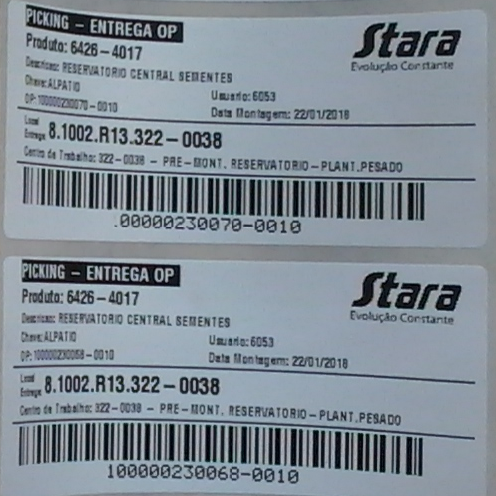 PICKING - ENTREGA OP
Stara
Evolução Constante
Produto: 6426-4017
Descricao: RESERVATORIO CENTRAL SEMENTES
Chave: ALPATIO
Usuario: 6053
OP: 100000230070-0010
Data Montagem: 22/01/2018
Local Entrega 8.1002.R13.322-0038
Centro de Trabalho: 322-0038 - PRE-MONT. RESERVATORIO-PLANT.PESADO
.00000230070-0010
PICKING - ENTREGA OP
Stara
Evolução Constante
Produto: 6426-4017
Descricao: RESERVATORIO CENTRAL SEMENTES
Chave: ALPATIO
Usuario: 6053
OP: 100000230068-0010
Data Montagem: 22/01/2018
Local Entrega 8.1002.R13.322-0038
Centro de Trabalho: 322-0038 - PRE-MONT. RESERVATORIO-PLANT.PESADO
100000230068-0010